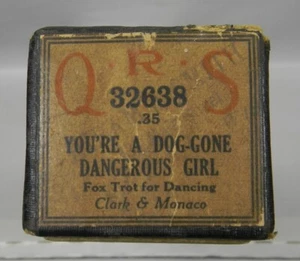 Q·R·S
32638
.35
YOU'RE A DOG-GONE
DANGEROUS GIRL
Fox Trot for Dancing
Clark & Monaco